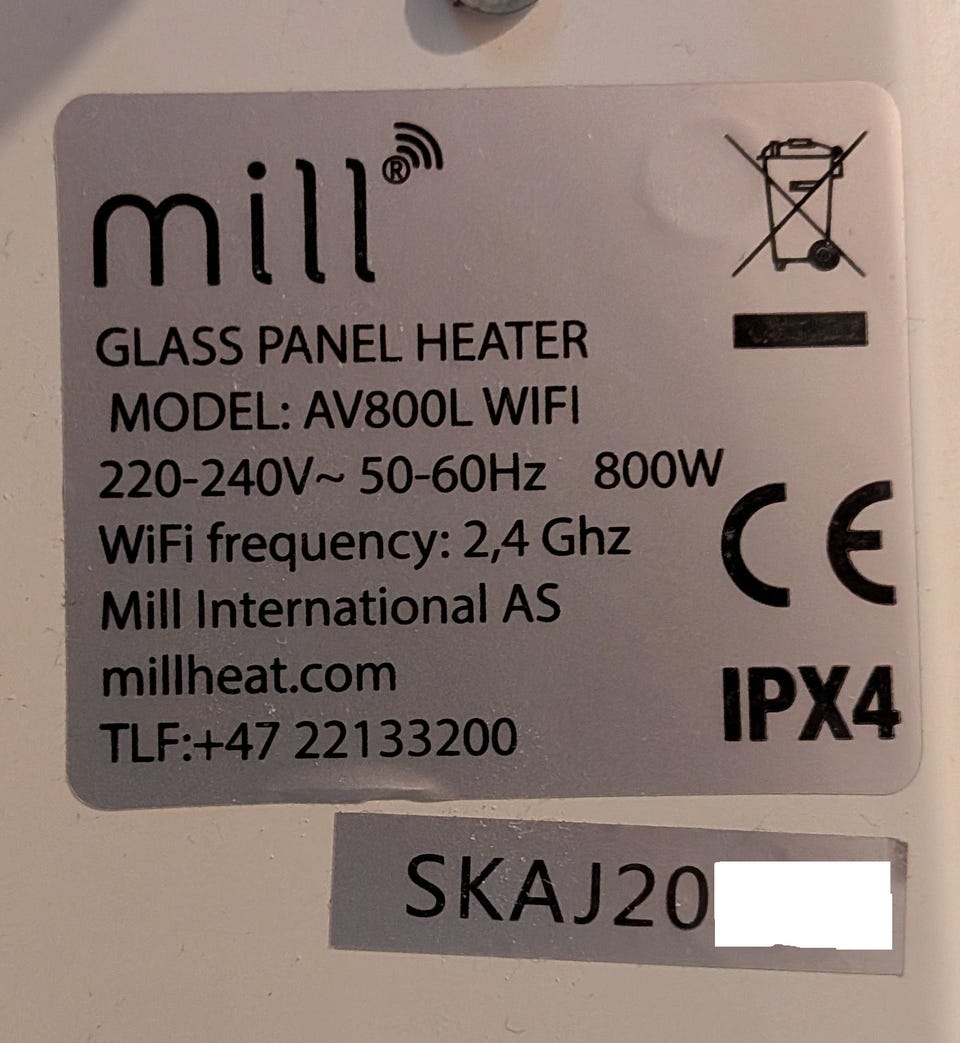 mill®
GLASS PANEL HEATER
MODEL: AV800L WIFI
220-240V~ 50-60Hz 800W
WiFi frequency: 2,4 Ghz
Mill International AS
millheat.com
TLF:+47 22133200
CE
IPX4
SKAJ20